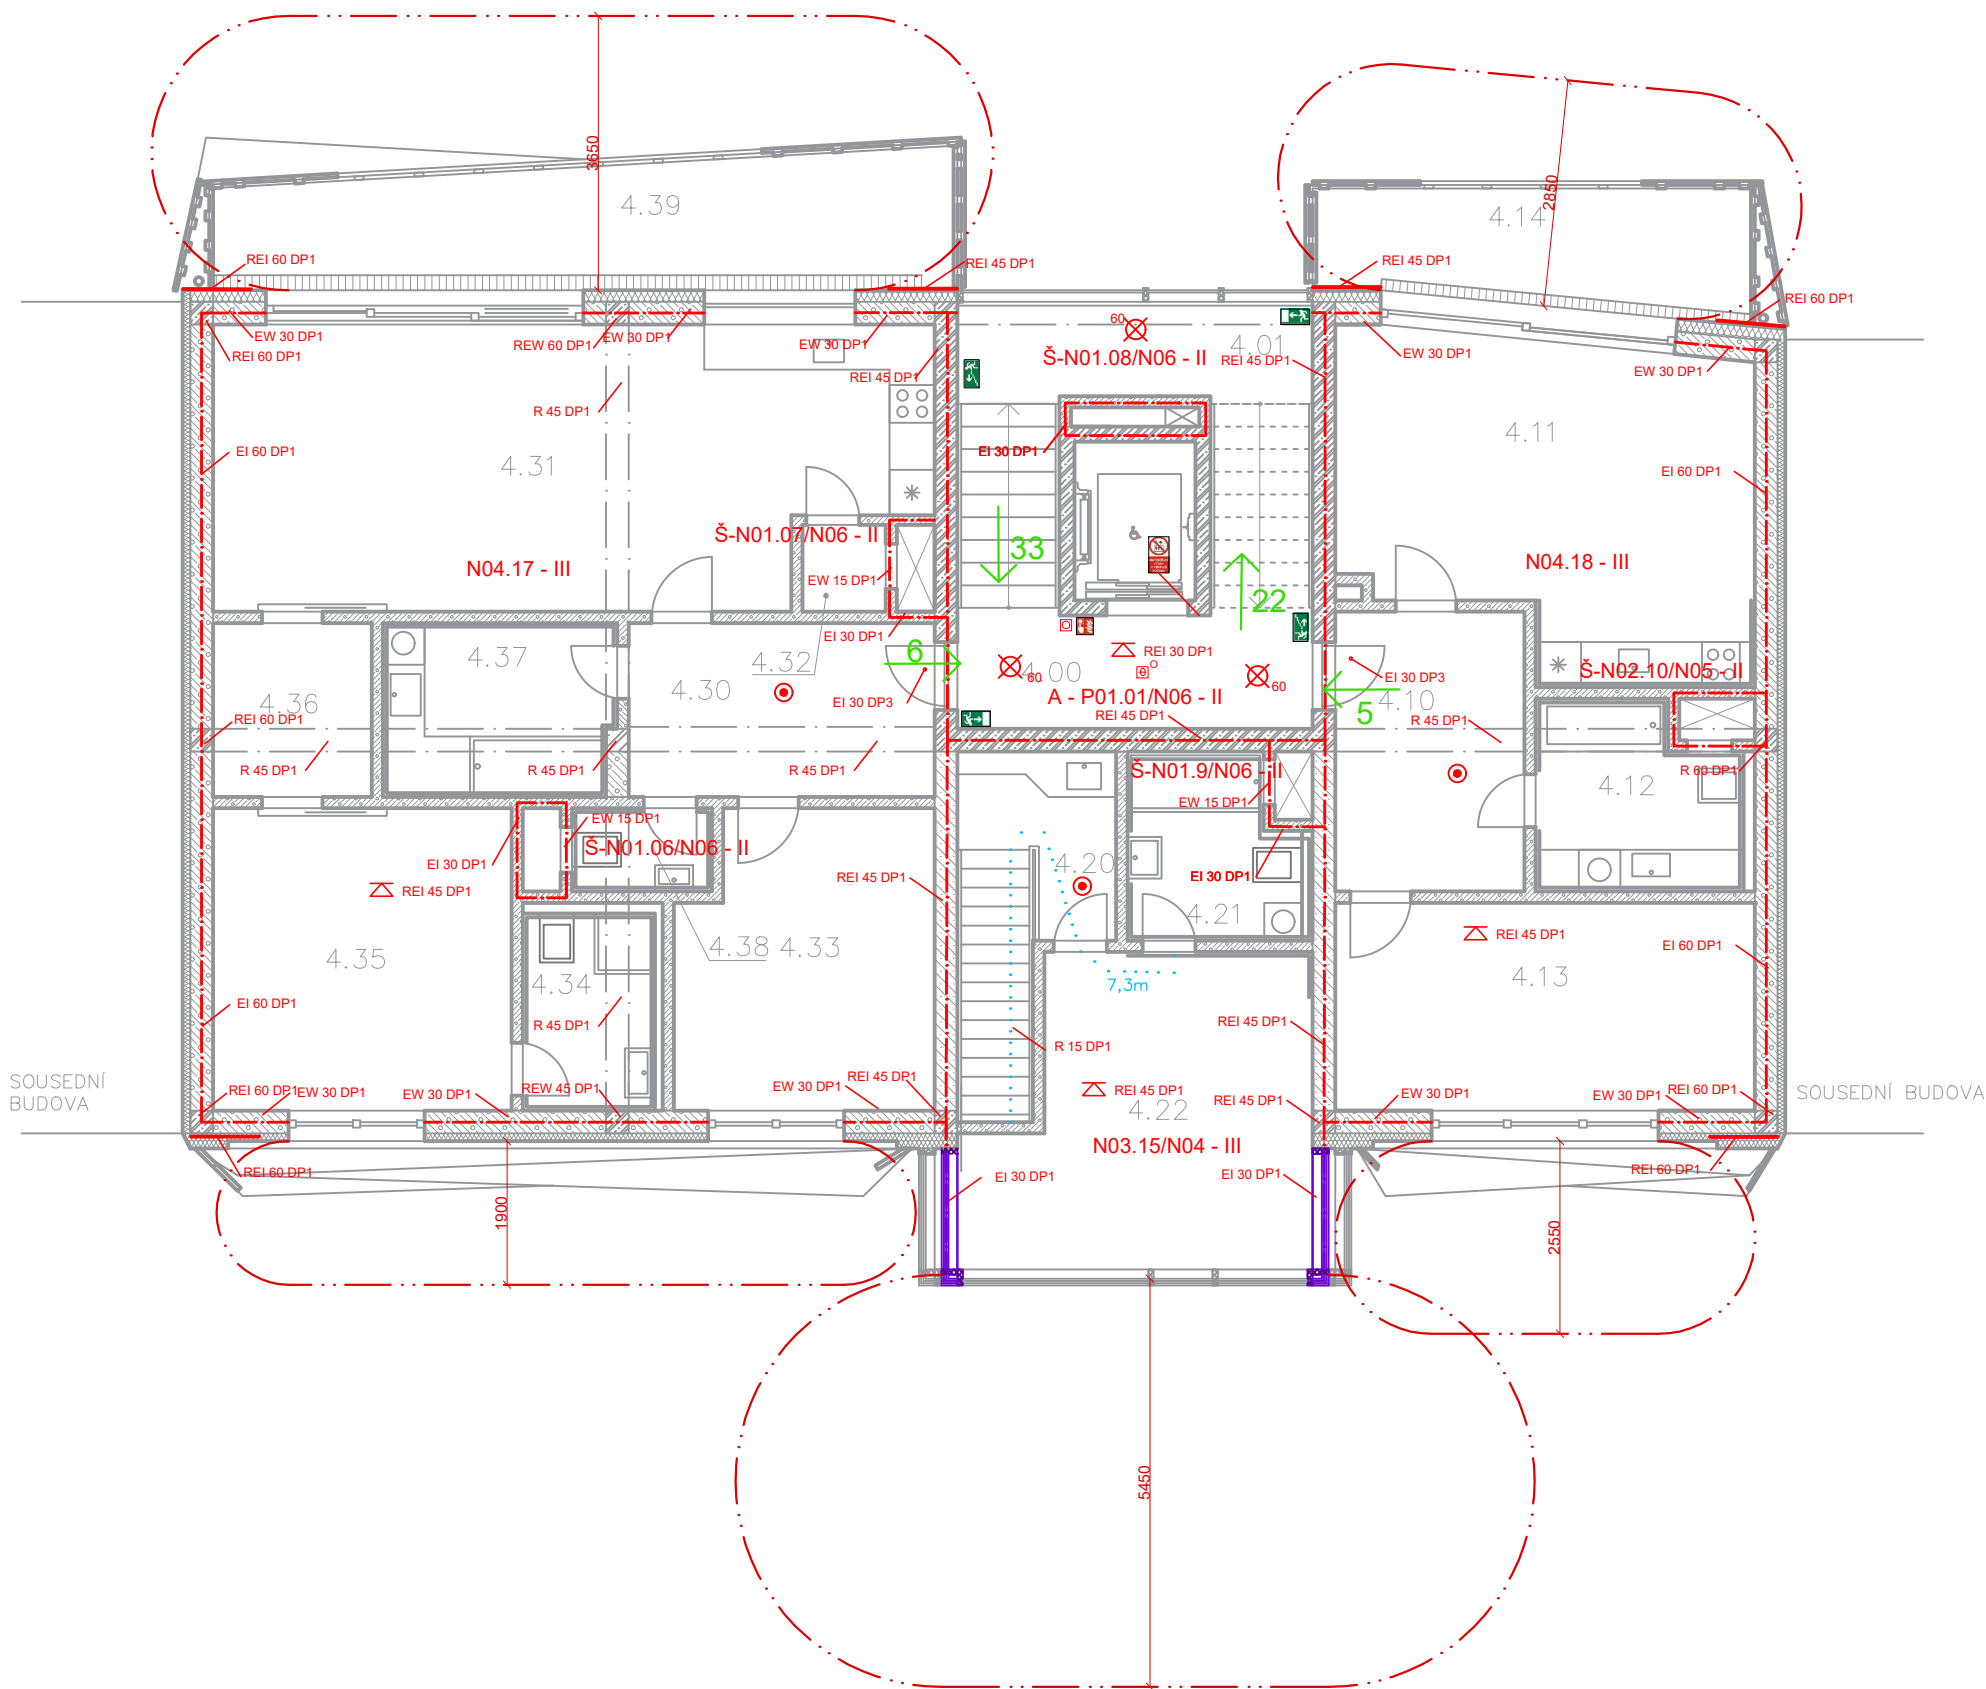 3650
2850
4.39
4.14
REI 60 DP1
REI 45 DP1
REI 45 DP1
REI 60 DP1
EW 30 DP1
REI 60 DP1
REW 60 DP1
EW 30 DP1
EW 30 DP1
REI 45 DP1
60
4.01
Š-N01.08/N06 - II
REI 45 DP1
EW 30 DP1
EW 30 DP1
R 45 DP1
EI 60 DP1
4.31
EI 30 DP1
4.11
EI 60 DP1
Š-N01.07/N06 - II
33
N04.17 - III
EW 15 DP1
N04.18 - III
22
EI 30 DP1
4.37
4.32
6
REI 30 DP1
4.00
60
60
4.30
EI 30 DP3
A - P01.01/N06 - II
REI 45 DP1
EI 30 DP3
4.10
5
R 45 DP1
Š-N02.10/N05 - II
4.36
REI 60 DP1
R 45 DP1
R 45 DP1
R 45 DP1
Š-N01.9/N06 - II
EW 15 DP1
R 60 DP1
4.12
EW 15 DP1
Š-N01.06/N06 - II
EI 30 DP1
REI 45 DP1
REI 45 DP1
4.20
EI 30 DP1
4.21
4.38
4.33
4.35
4.34
7,3m
REI 45 DP1
EI 60 DP1
4.13
EI 60 DP1
R 45 DP1
R 15 DP1
REI 45 DP1
SOUSEDNÍ
BUDOVA
REI 60 DP1
EW 30 DP1
EW 30 DP1
REW 45 DP1
EW 30 DP1
REI 45 DP1
REI 45 DP1
4.22
REI 45 DP1
EW 30 DP1
EW 30 DP1
REI 60 DP1
SOUSEDNÍ BUDOVA
N03.15/N04 - III
REI 60 DP1
EI 30 DP1
EI 30 DP1
REI 60 DP1
1900
2550
5450